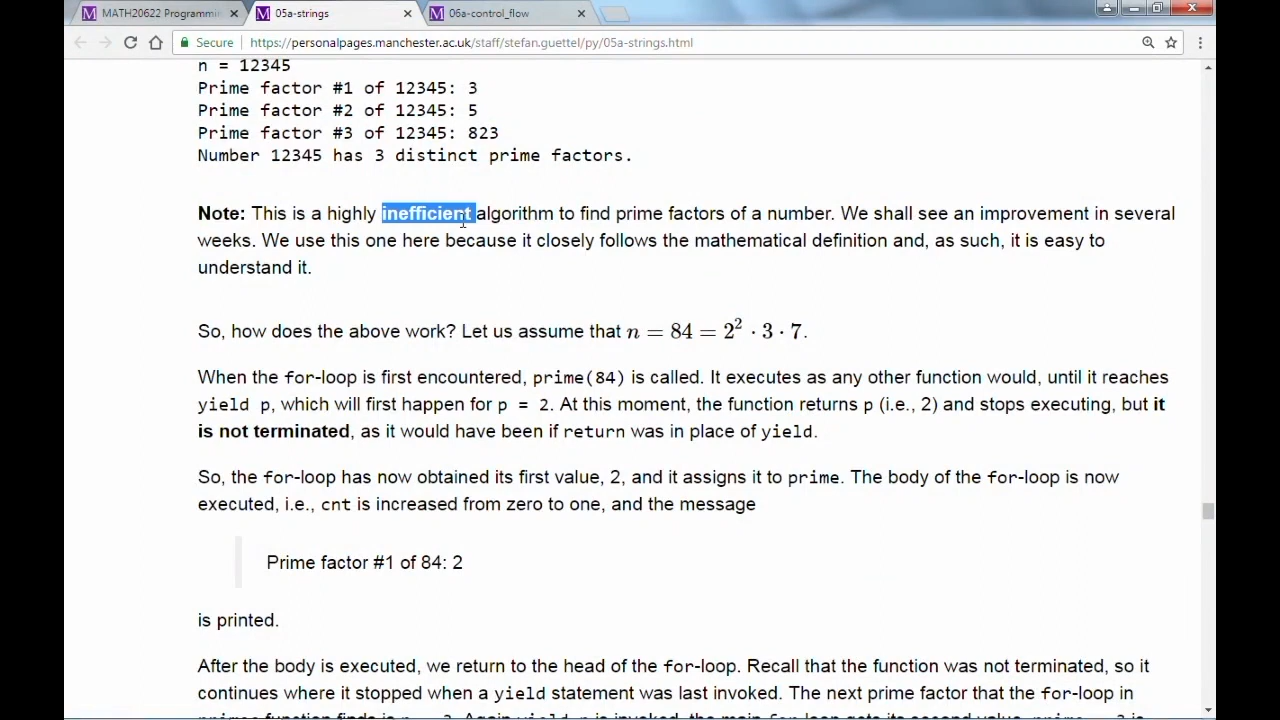 MATH20622 Programmi
05a-strings
06a-control_flow
Secure
https://personalpages.manchester.ac.uk/staff/stefan.guettel/py/05a-strings.html
n = 12345
Prime factor #1 of 12345: 3
Prime factor #2 of 12345: 5
Prime factor #3 of 12345: 823
Number 12345 has 3 distinct prime factors.
Note: This is a highly inefficient algorithm to find prime factors of a number. We shall see an improvement in several
weeks. We use this one here because it closely follows the mathematical definition and, as such, it is easy to
understand it.
So, how does the above work? Let us assume that n = 84 = 2² · 3 · 7.
When the for-loop is first encountered, prime(84) is called. It executes as any other function would, until it reaches
yield p, which will first happen for p = 2. At this moment, the function returns p (i.e., 2) and stops executing, but it
is not terminated, as it would have been if return was in place of yield.
So, the for-loop has now obtained its first value, 2, and it assigns it to prime. The body of the for-loop is now
executed, i.e., cnt is increased from zero to one, and the message
Prime factor #1 of 84: 2
is printed.
After the body is executed, we return to the head of the for-loop. Recall that the function was not terminated, so it
continues where it stopped when a yield statement was last invoked. The next prime factor that the for-loop in